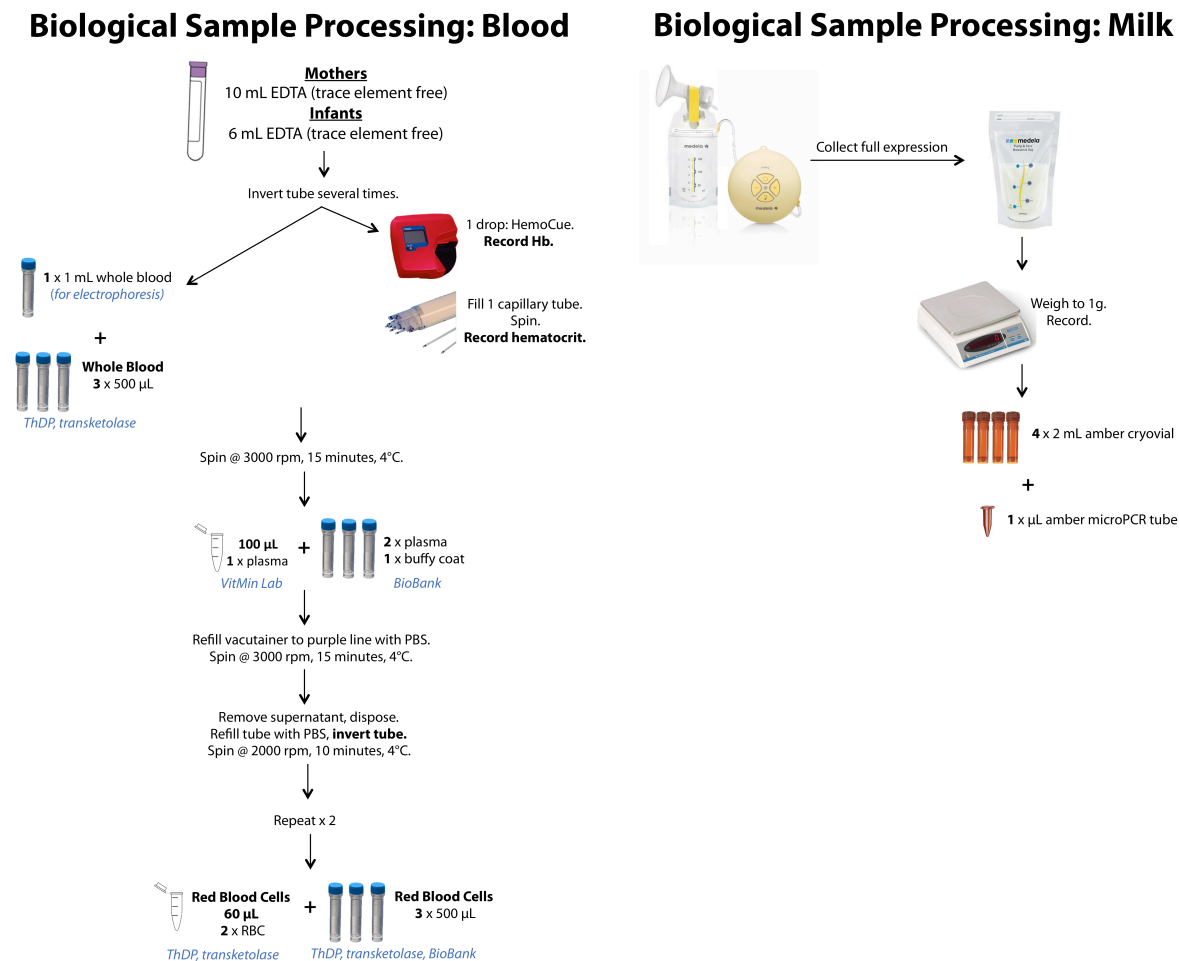 Biological Sample Processing: Blood
Mothers
10 mL EDTA (trace element free)
Infants
6 mL EDTA (trace element free)
Invert tube several times.
1 drop: HemoCue.
Record Hb.
1 x 1 mL whole blood
(for electrophoresis)
+
Whole Blood
3 x 500 µL
ThDP, transketolase
Fill 1 capillary tube.
Spin.
Record hematocrit.
Spin @ 3000 rpm, 15 minutes, 4°C.
100 µL
1 x plasma
VitMin Lab
+
2 x plasma
1 x buffy coat
BioBank
Refill vacutainer to purple line with PBS.
Spin @ 3000 rpm, 15 minutes, 4°C.
Remove supernatant, dispose.
Refill tube with PBS, invert tube.
Spin @ 2000 rpm, 10 minutes, 4°C.
Repeat x 2
Red Blood Cells
60 µL
2 x RBC
ThDP, transketolase
+
Red Blood Cells
3 x 500 µL
ThDP, transketolase, BioBank
Biological Sample Processing: Milk
medela
medela
Collect full expression
medela
Weigh to 1g.
Record.
4 x 2 mL amber cryovial
+
1 x µL amber microPCR tube